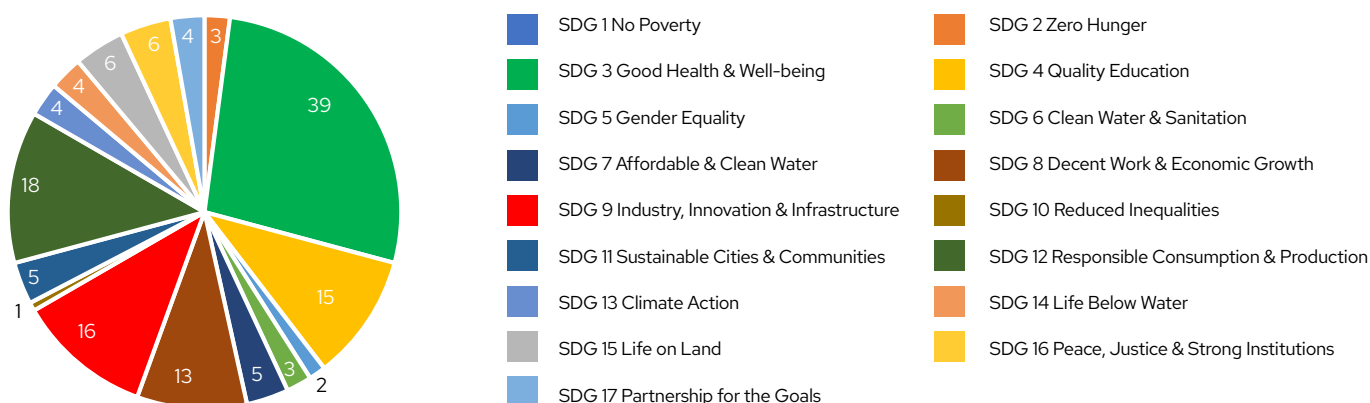 3
39
15
2
3
5
13
16
1
5
18
4
4
6
6
4
SDG 1 No Poverty
SDG 2 Zero Hunger
SDG 3 Good Health & Well-being
SDG 4 Quality Education
SDG 5 Gender Equality
SDG 6 Clean Water & Sanitation
SDG 7 Affordable & Clean Water
SDG 8 Decent Work & Economic Growth
SDG 9 Industry, Innovation & Infrastructure
SDG 10 Reduced Inequalities
SDG 11 Sustainable Cities & Communities
SDG 12 Responsible Consumption & Production
SDG 13 Climate Action
SDG 14 Life Below Water
SDG 15 Life on Land
SDG 16 Peace, Justice & Strong Institutions
SDG 17 Partnership for the Goals